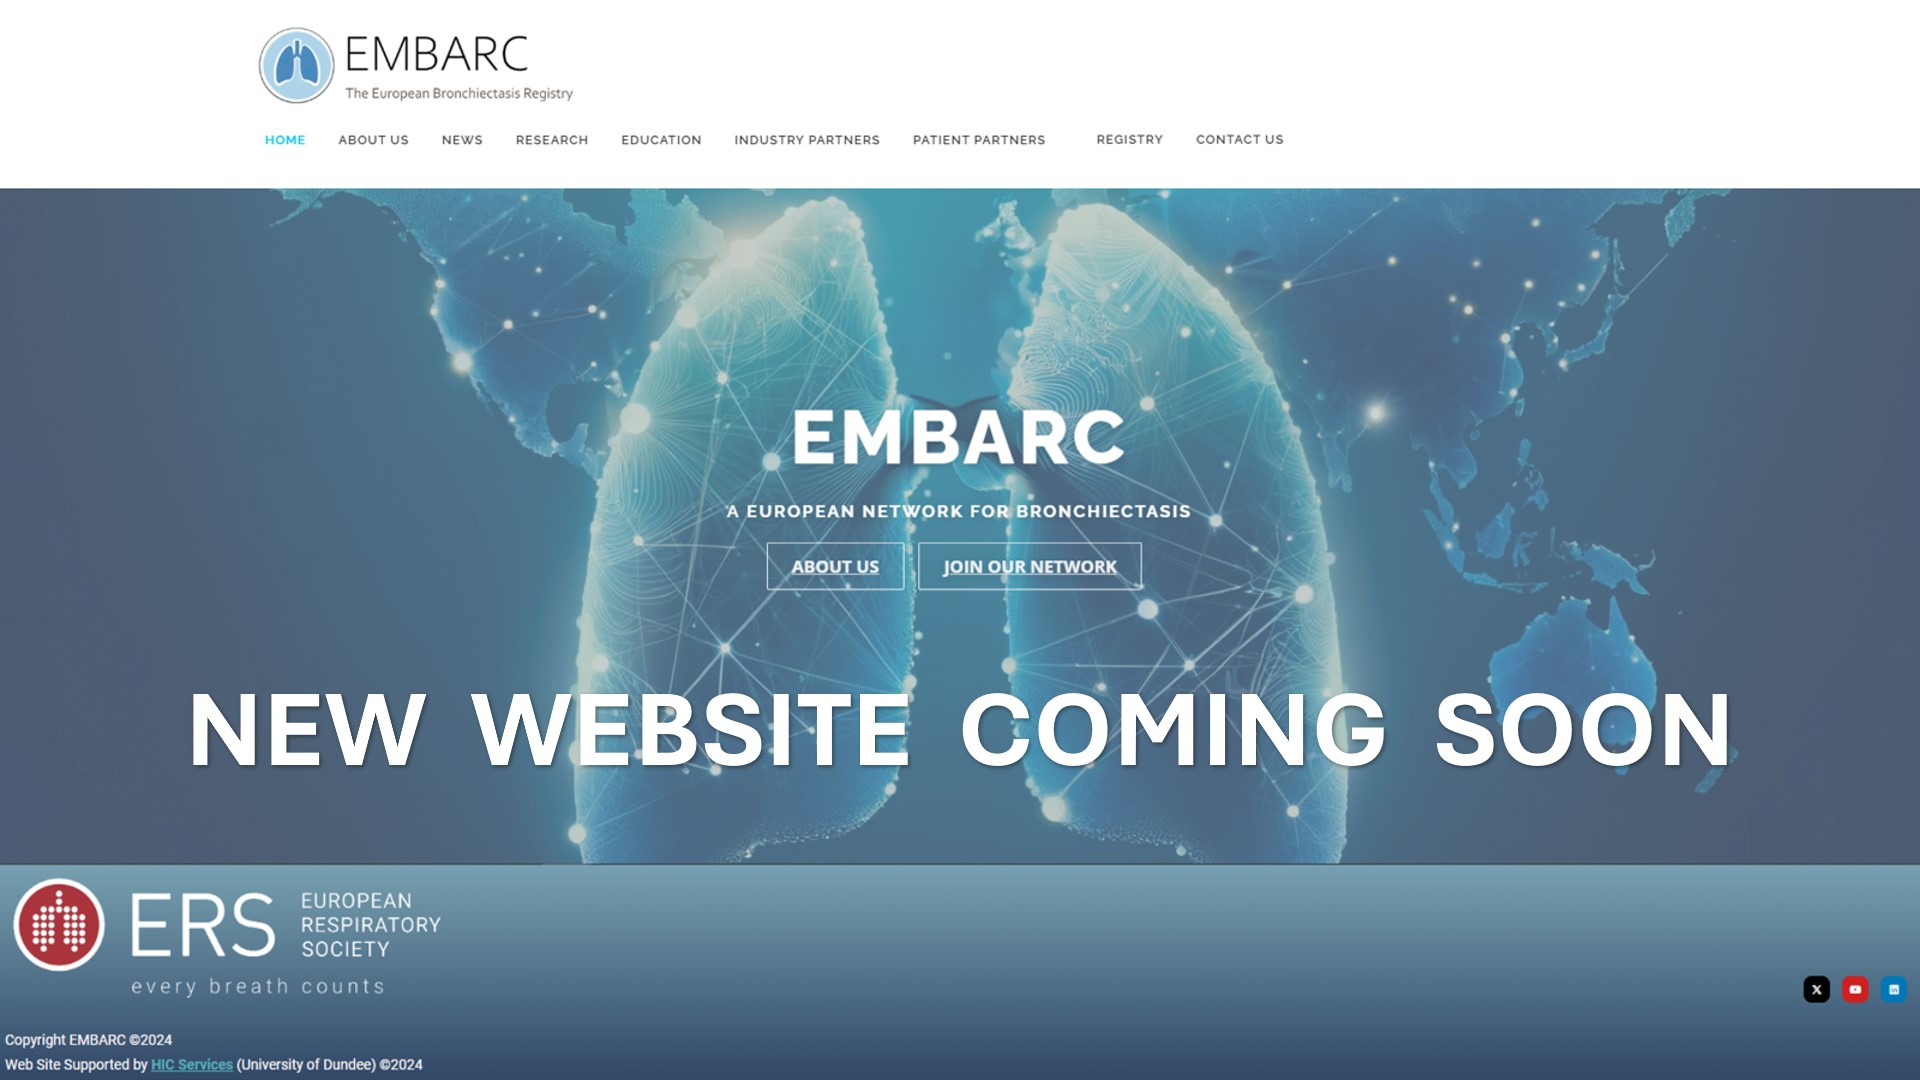 EMBARC
The European Bronchiectasis Registry
HOME ABOUT US NEWS RESEARCH EDUCATION INDUSTRY PARTNERS PATIENT PARTNERS REGISTRY CONTACT US
EMBARC
A EUROPEAN NETWORK FOR BRONCHIECTASIS
ABOUT US JOIN OUR NETWORK
NEW WEBSITE COMING SOON
ERS
EUROPEAN
RESPIRATORY
SOCIETY
every breath counts
X
in
Copyright EMBARC ©2024
Web Site Supported by HIC Services (University of Dundee) ©2024